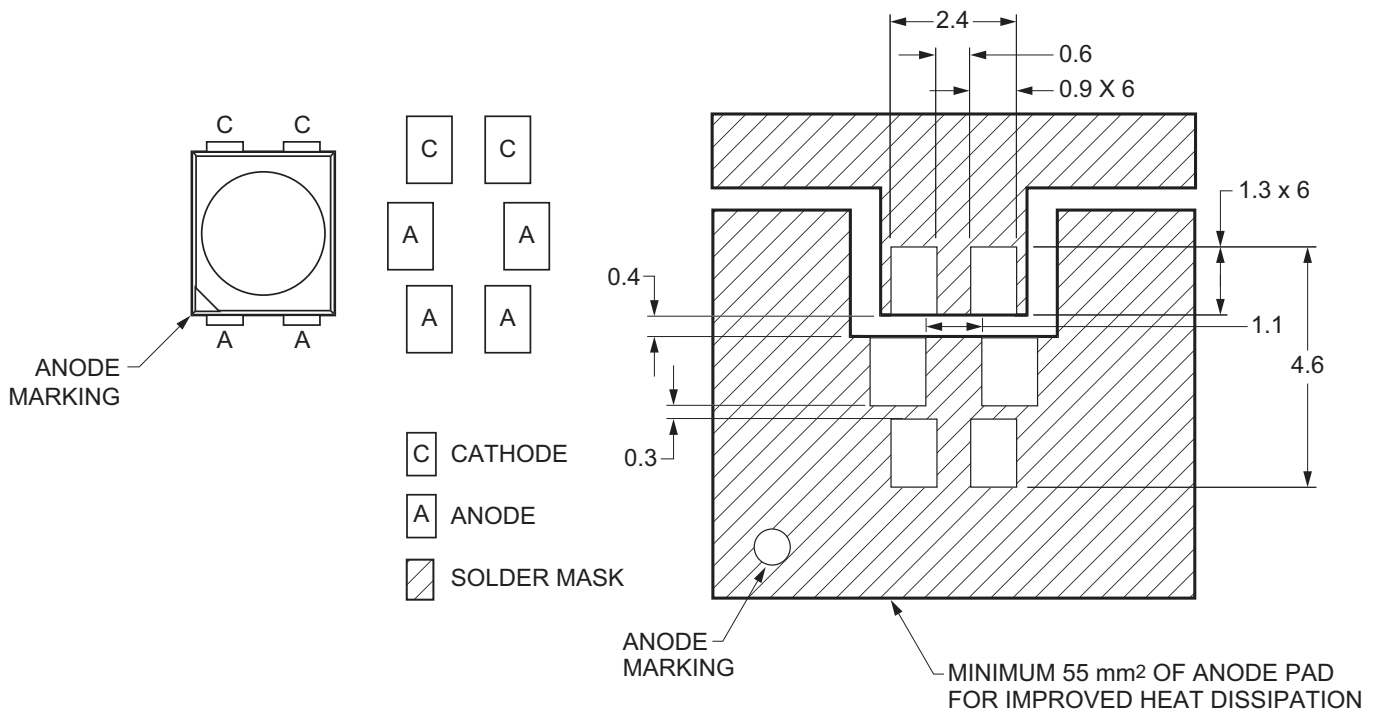 C C
A A
ANODE
MARKING
C C
A A
A A
C CATHODE
A ANODE
SOLDER MASK
2.4
0.6
0.9 X 6
1.3 x 6
0.4
1.1
4.6
0.3
ANODE
MARKING
MINIMUM 55 mm2 OF ANODE PAD
FOR IMPROVED HEAT DISSIPATION